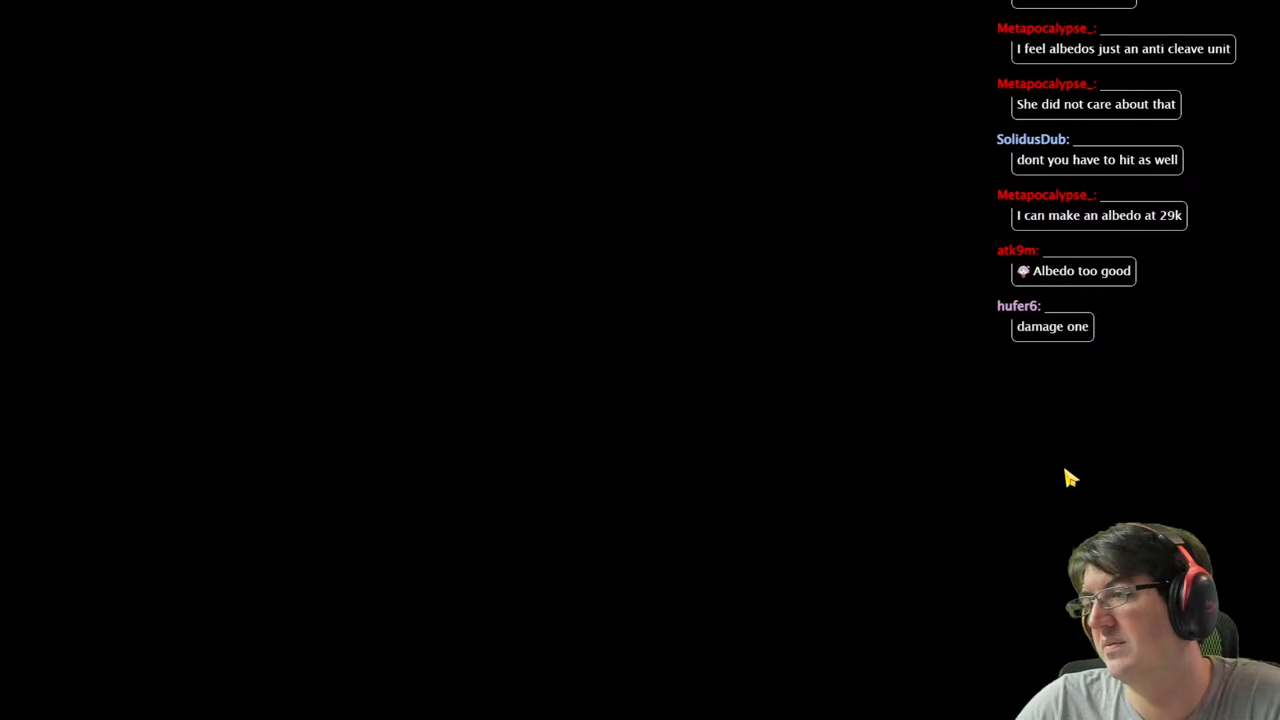 Metapocalypse_:
I feel albedos just an anti cleave unit
Metapocalypse_:
She did not care about that
SolidusDub:
dont you have to hit as well
Metapocalypse_:
I can make an albedo at 29k
atk9m:
Albedo too good
hufer6:
damage one